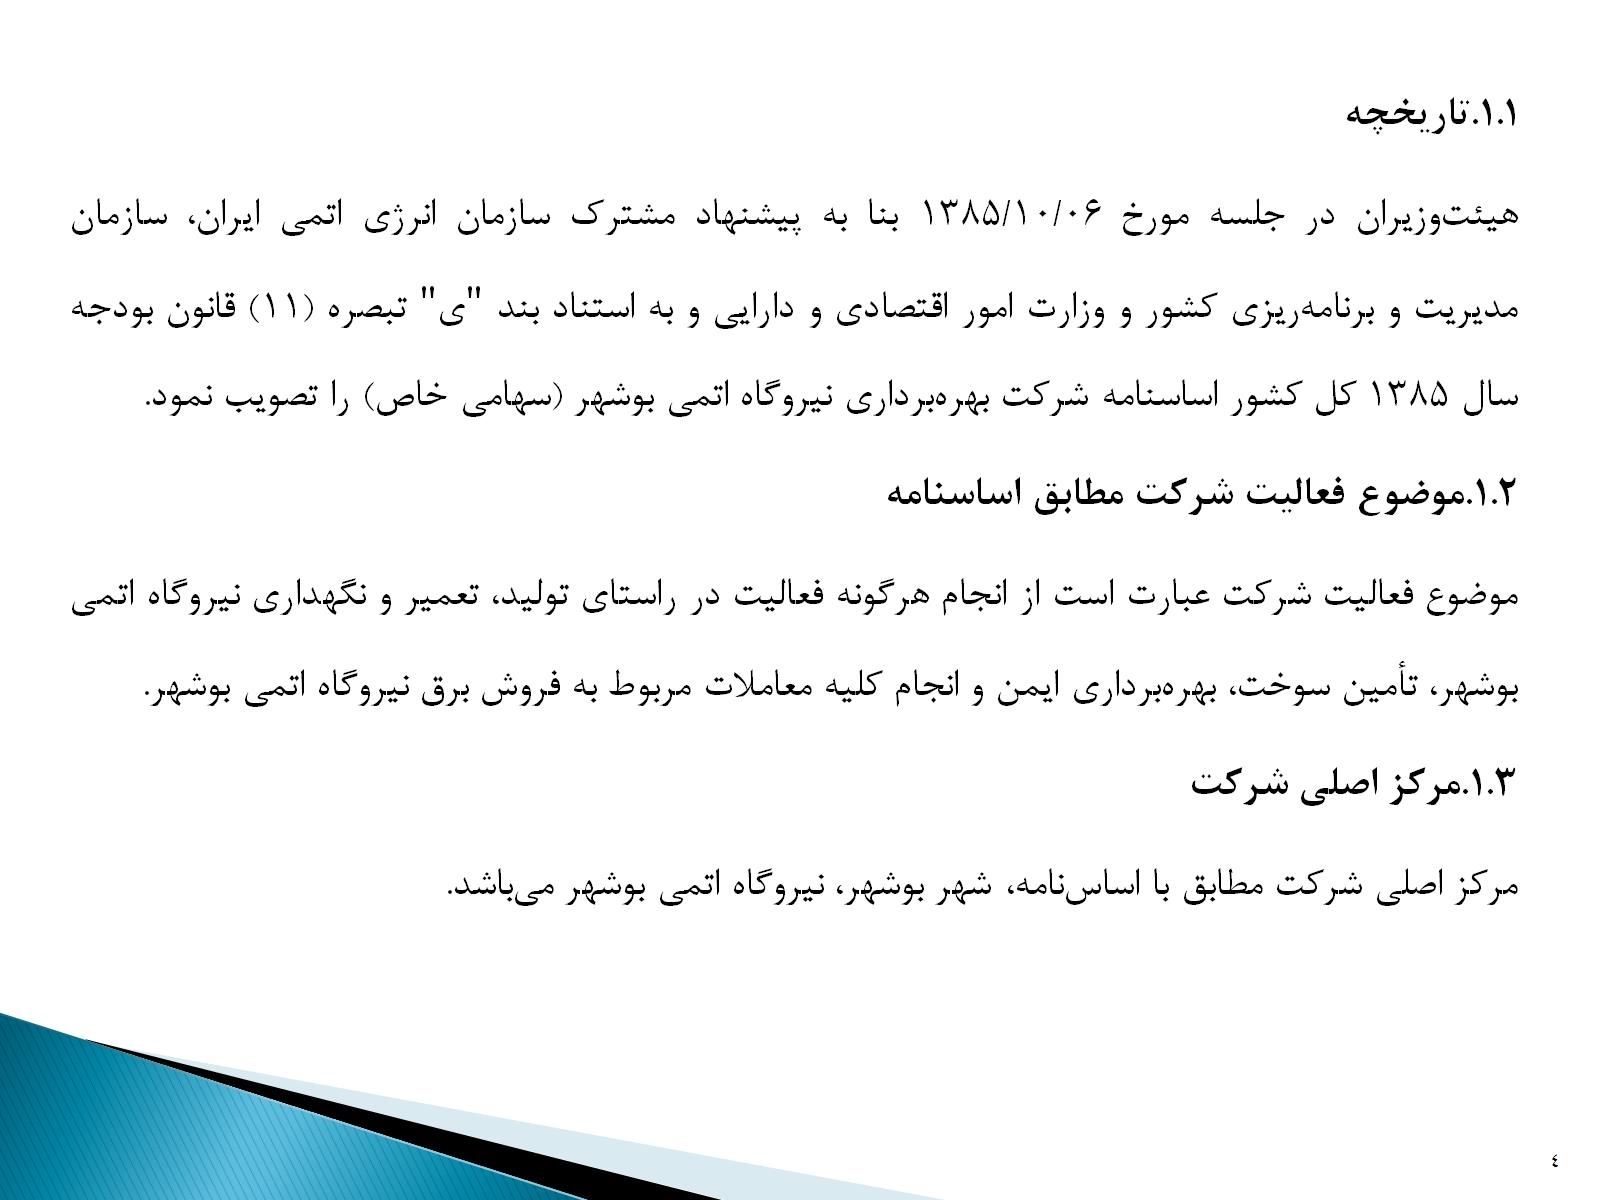 ۱.۱.تاریخچه
هیئت‌وزیران در جلسه مورخ ۱۳۸۵/۱۰/۰۶ بنا به پیشنهاد مشترک سازمان انرژی اتمی ایران، سازمان
مدیریت و برنامه‌ریزی کشور و وزارت امور اقتصادی و دارایی و به استناد بند "ی" تبصره (۱۱) قانون بودجه
سال ۱۳۸۵ کل کشور اساسنامه شرکت بهره‌برداری نیروگاه اتمی بوشهر (سهامی خاص) را تصویب نمود.
۱.۲.موضوع فعالیت شرکت مطابق اساسنامه
موضوع فعالیت شرکت عبارت است از انجام هرگونه فعالیت در راستای تولید، تعمیر و نگهداری نیروگاه اتمی
بوشهر، تأمین سوخت، بهره‌برداری ایمن و انجام کلیه معاملات مربوط به فروش برق نیروگاه اتمی بوشهر.
۱.۳.مرکز اصلی شرکت
مرکز اصلی شرکت مطابق با اساس‌نامه، شهر بوشهر، نیروگاه اتمی بوشهر می‌باشد.
٤